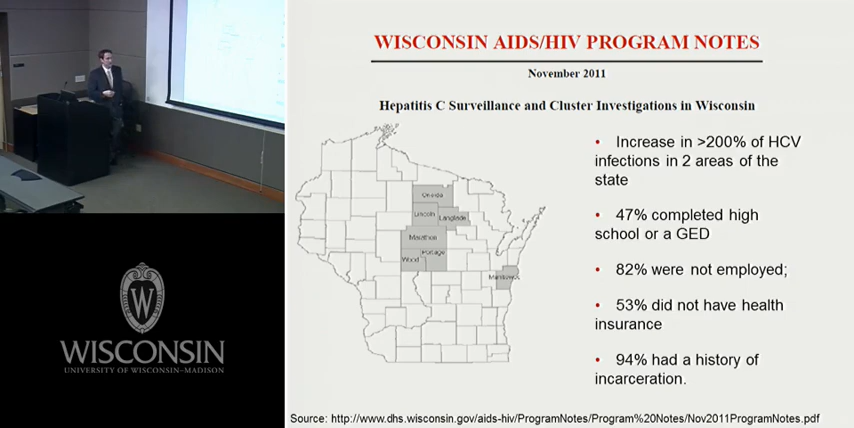 WISCONSIN AIDS/HIV PROGRAM NOTES
November 2011
Hepatitis C Surveillance and Cluster Investigations in Wisconsin
Oneida
Lincoln
Langlade
Marathon
Portage
Wood
Manitowoc
• Increase in >200% of HCV
infections in 2 areas of the
state
• 47% completed high
school or a GED
• 82% were not employed;
• 53% did not have health
insurance
• 94% had a history of
incarceration.
Source: http://www.dhs.wisconsin.gov/aids-hiv/ProgramNotes/Program%20Notes/Nov2011ProgramNotes.pdf
W
WISCONSIN
UNIVERSITY OF WISCONSIN–MADISON